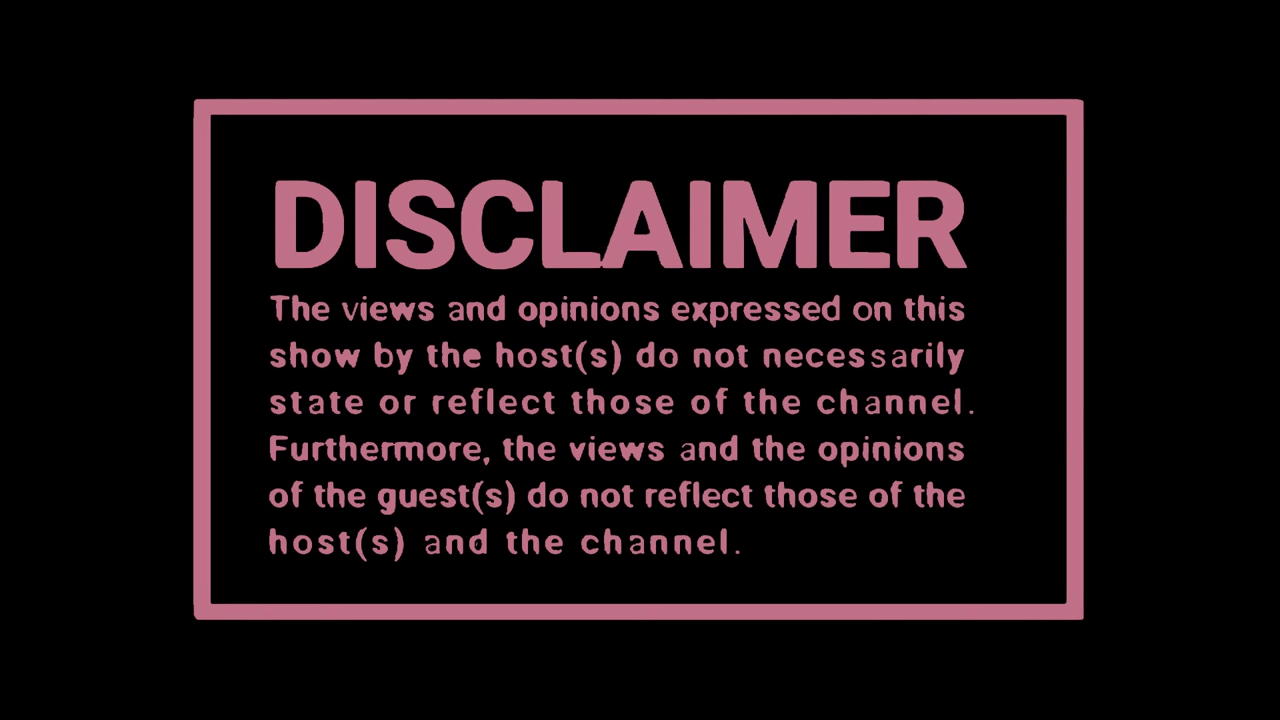 DISCLAIMER
The views and opinions expressed on this
show by the host(s) do not necessarily
state or reflect those of the channel.
Furthermore, the views and the opinions
of the guest(s) do not reflect those of the
host(s) and the channel.